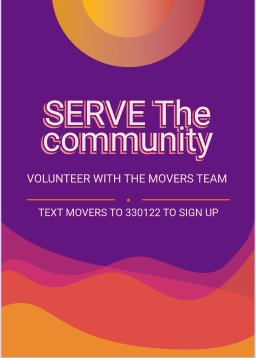 SERVE The
community
VOLUNTEER WITH THE MOVERS TEAM
TEXT MOVERS TO 330122 TO SIGN UP